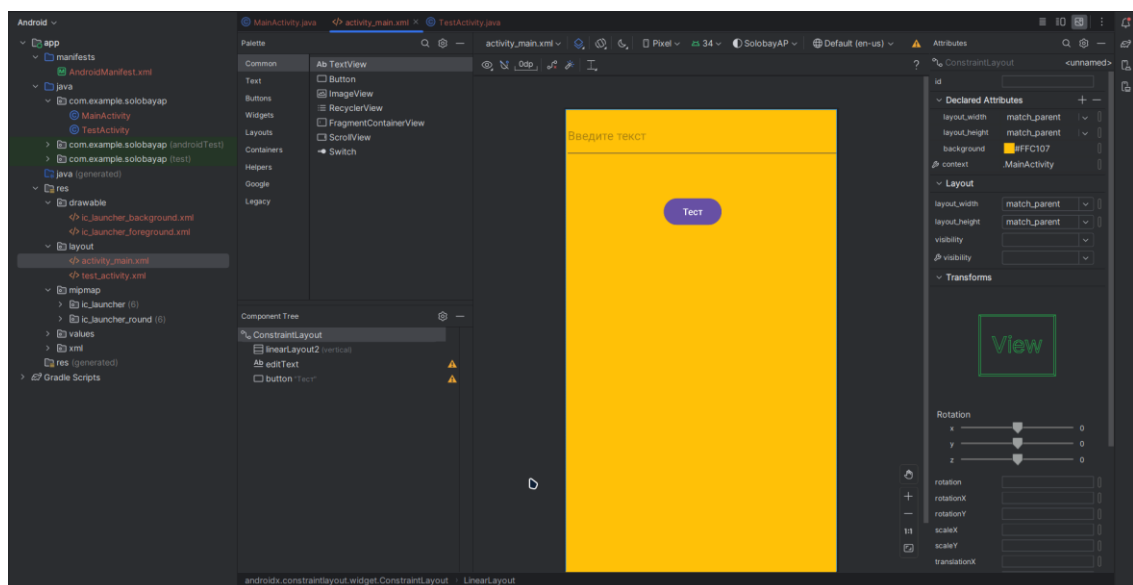 Android
MainActivity.java
activity_main.xml
TestActivity.java
app
manifests
AndroidManifest.xml
java
com.example.solobayap
MainActivity
TestActivity
com.example.solobayap (androidTest)
com.example.solobayap (test)
java (generated)
res
drawable
ic_launcher_background.xml
ic_launcher_foreground.xml
layout
activity_main.xml
test_activity.xml
mipmap
ic_launcher (6)
ic_launcher_round (6)
values
xml
res (generated)
Gradle Scripts
Palette
Common
Text
Buttons
Widgets
Layouts
Containers
Helpers
Google
Legacy
Ab TextView
Button
ImageView
RecyclerView
FragmentContainerView
ScrollView
Switch
Component Tree
ConstraintLayout
linearLayout2 (vertical)
Ab editText
button "Тест"
activity_main.xml
Pixel
34
SolobayAP
Default (en-us)
0dp
?
Введите текст
Тест
1:1
Attributes
ConstraintLayout <unnamed>
id
Declared Attributes
layout_width match_parent
layout_height match_parent
background #FFC107
context .MainActivity
Layout
layout_width match_parent
layout_height match_parent
visibility
visibility
Transforms
View
Rotation
x 0
y 0
z 0
rotation
rotationX
rotationY
scaleX
scaleY
translationX
androidx.constraintlayout.widget.ConstraintLayout > LinearLayout